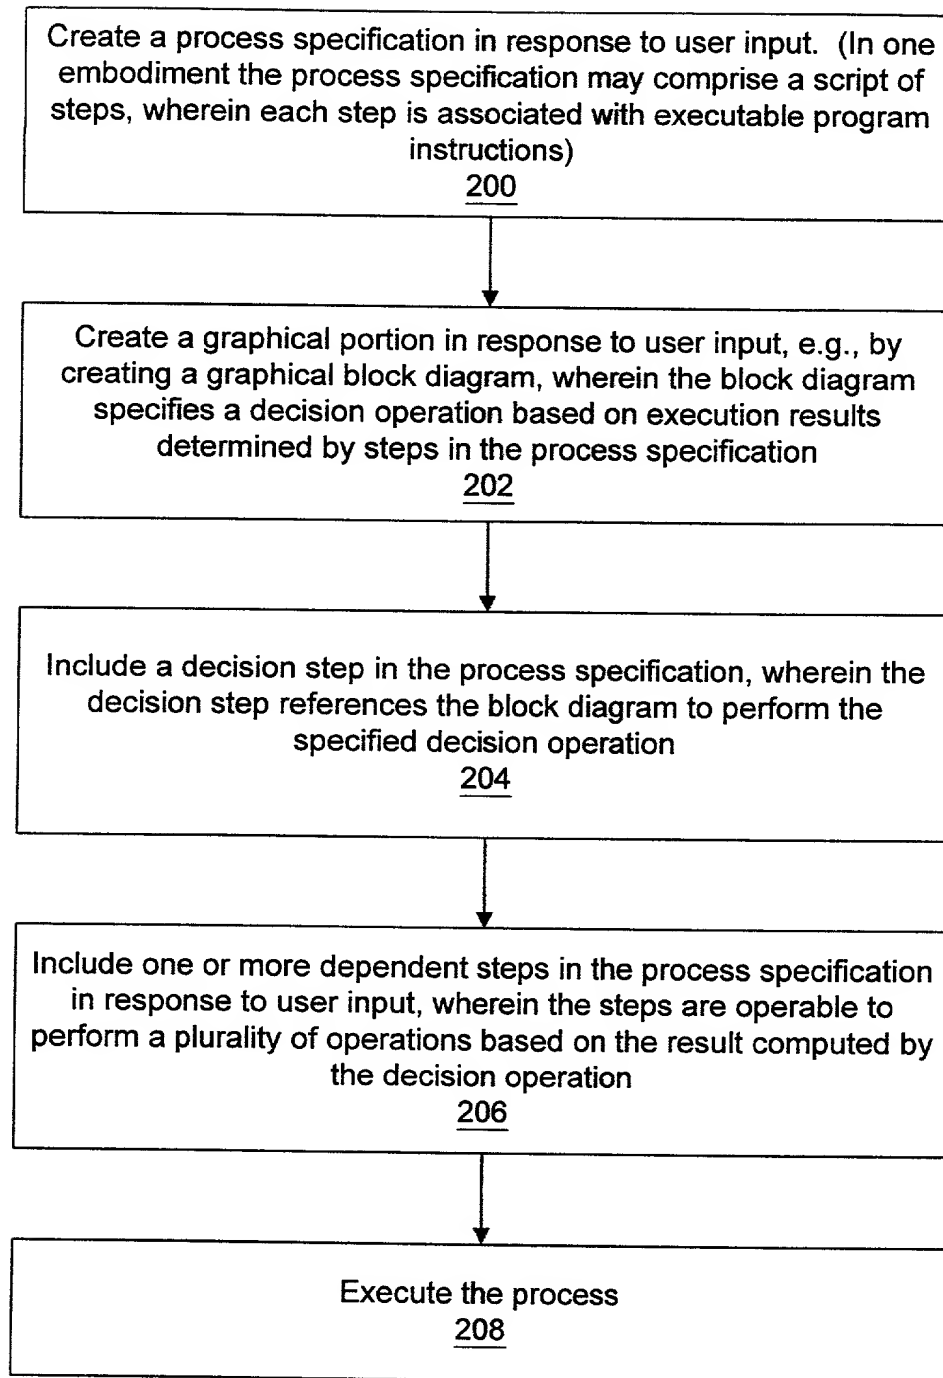 Create a process specification in response to user input. (In one
embodiment the process specification may comprise a script of
steps, wherein each step is associated with executable program
instructions)
200
Create a graphical portion in response to user input, e.g., by
creating a graphical block diagram, wherein the block diagram
specifies a decision operation based on execution results
determined by steps in the process specification
202
Include a decision step in the process specification, wherein the
decision step references the block diagram to perform the
specified decision operation
204
Include one or more dependent steps in the process specification
in response to user input, wherein the steps are operable to
perform a plurality of operations based on the result computed by
the decision operation
206
Execute the process
208